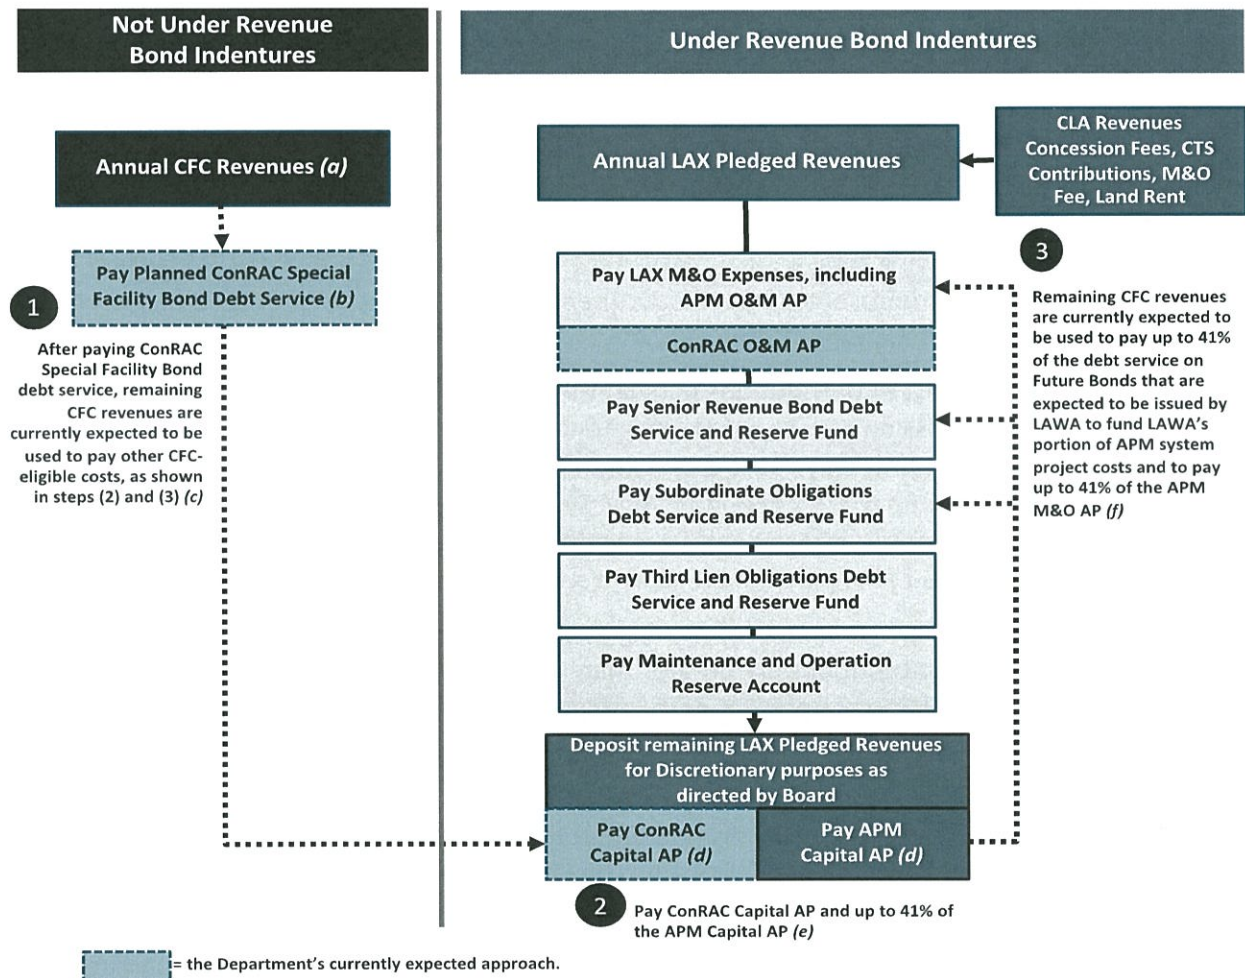 Not Under Revenue
Bond Indentures
Under Revenue Bond Indentures
Annual CFC Revenues (a)
Annual LAX Pledged Revenues
CLA Revenues
Concession Fees, CTS
Contributions, M&O
Fee, Land Rent
Pay Planned ConRAC Special
Facility Bond Debt Service (b)
1
After paying ConRAC
Special Facility Bond
debt service, remaining
CFC revenues are
currently expected to be
used to pay other CFC-
eligible costs, as shown
in steps (2) and (3) (c)
Pay LAX M&O Expenses, including
APM O&M AP
ConRAC O&M AP
Pay Senior Revenue Bond Debt
Service and Reserve Fund
Pay Subordinate Obligations
Debt Service and Reserve Fund
Pay Third Lien Obligations Debt
Service and Reserve Fund
Pay Maintenance and Operation
Reserve Account
Deposit remaining LAX Pledged Revenues
for Discretionary purposes as
directed by Board
Pay ConRAC
Capital AP (d)
Pay APM
Capital AP (d)
3
Remaining CFC revenues
are currently expected to
be used to pay up to 41%
of the debt service on
Future Bonds that are
expected to be issued by
LAWA to fund LAWA's
portion of APM system
project costs and to pay
up to 41% of the APM
M&O AP (f)
2
Pay ConRAC Capital AP and up to 41% of
the APM Capital AP (e)
= the Department's currently expected approach.